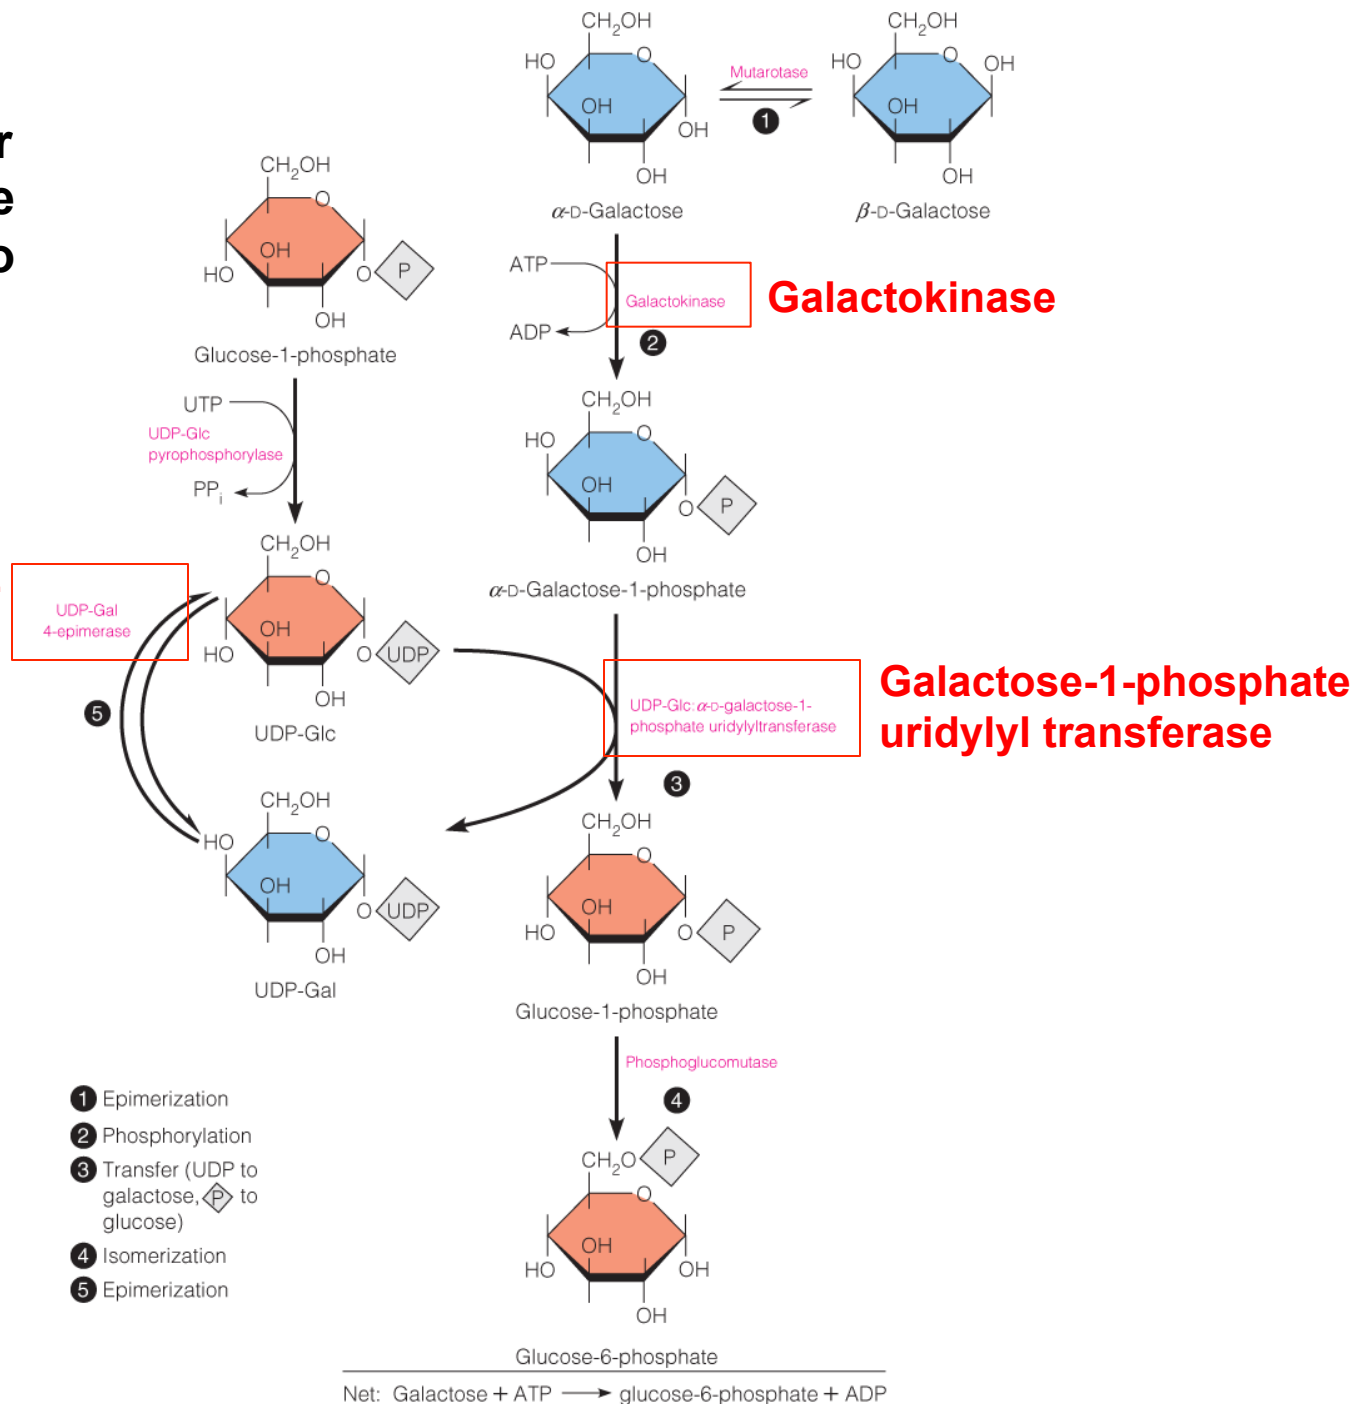 r
e
o
CH2OH
HO
O
OH
OH
OH
α-D-Galactose
Mutarotase
1
CH2OH
HO
O
OH
OH
OH
β-D-Galactose
CH2OH
O
OH
HO
O
P
OH
Glucose-1-phosphate
ATP
Galactokinase
ADP
2
Galactokinase
UTP
UDP-Glc
pyrophosphorylase
PPi
CH2OH
HO
O
OH
O
P
OH
α-D-Galactose-1-phosphate
UDP-Gal
4-epimerase
5
CH2OH
O
OH
HO
O
UDP
OH
UDP-Glc
UDP-Glc:α-D-galactose-1-
phosphate uridylyltransferase
3
Galactose-1-phosphate
uridylyl transferase
CH2OH
HO
O
OH
O
UDP
OH
UDP-Gal
CH2OH
O
OH
HO
O
P
OH
Glucose-1-phosphate
Phosphoglucomutase
4
CH2O
P
O
OH
HO
OH
OH
Glucose-6-phosphate
1 Epimerization
2 Phosphorylation
3 Transfer (UDP to
galactose, P to
glucose)
4 Isomerization
5 Epimerization
Net: Galactose + ATP → glucose-6-phosphate + ADP